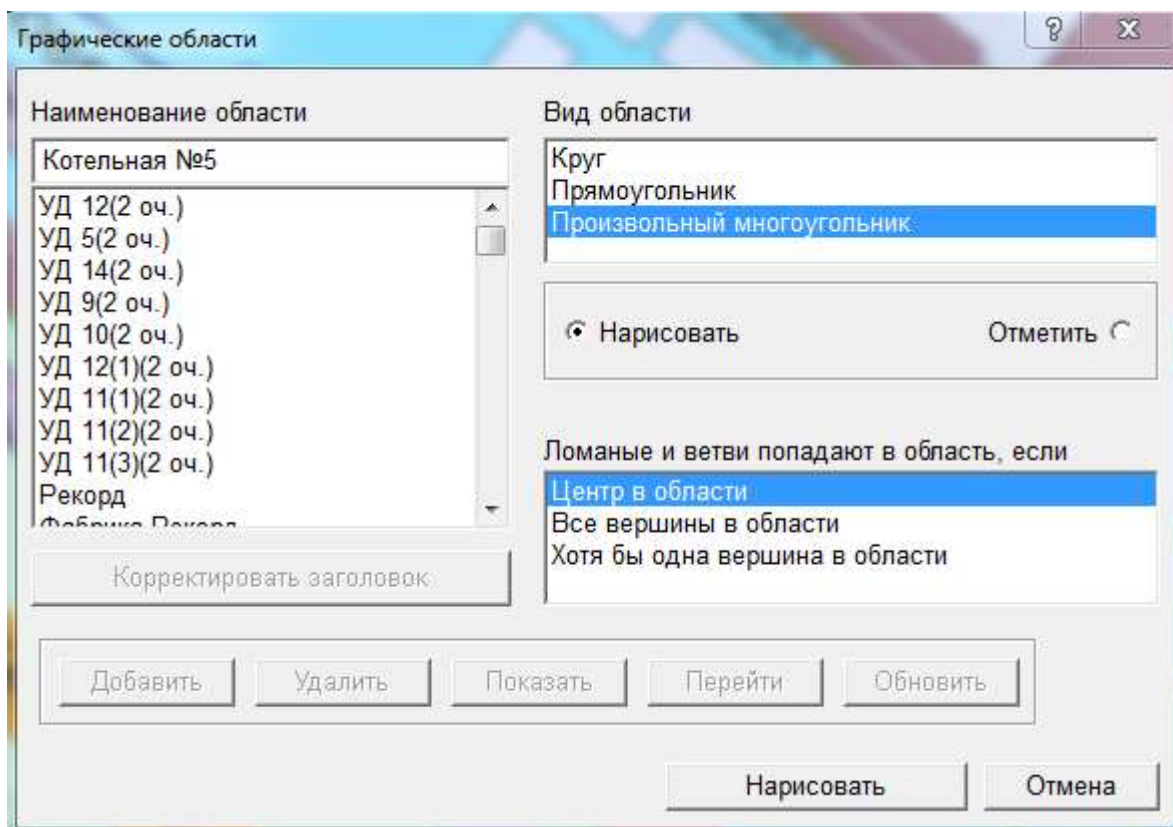 Графические области
Наименование области
Котельная №5
УД 12(2 оч.)
УД 5(2 оч.)
УД 14(2 оч.)
УД 9(2 оч.)
УД 10(2 оч.)
УД 12(1)(2 оч.)
УД 11(1)(2 оч.)
УД 11(2)(2 оч.)
УД 11(3)(2 оч.)
Рекорд
Фабрика Рекорд
Корректировать заголовок
Вид области
Круг
Прямоугольник
Произвольный многоугольник
Нарисовать Отметить
Ломаные и ветви попадают в область, если
Центр в области
Все вершины в области
Хотя бы одна вершина в области
Добавить Удалить Показать Перейти Обновить
Нарисовать Отмена